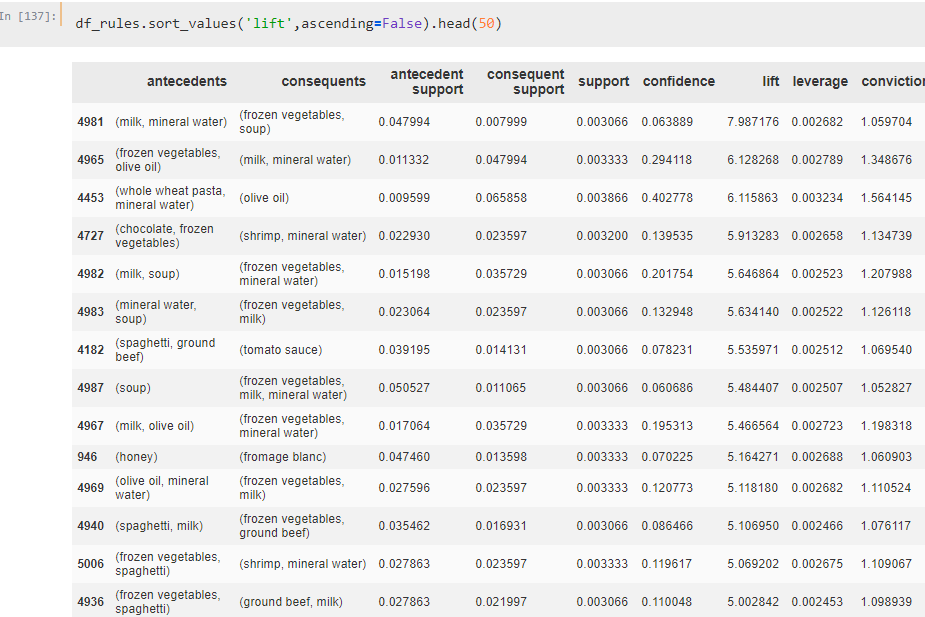 In [137]: df_rules.sort_values('lift',ascending=False).head(50)
antecedents consequents antecedent support consequent support support confidence lift leverage conviction
4981 (milk, mineral water) (frozen vegetables, soup) 0.047994 0.007999 0.003066 0.063889 7.987176 0.002682 1.059704
4965 (frozen vegetables, olive oil) (milk, mineral water) 0.011332 0.047994 0.003333 0.294118 6.128268 0.002789 1.348676
4453 (whole wheat pasta, mineral water) (olive oil) 0.009599 0.065858 0.003866 0.402778 6.115863 0.003234 1.564145
4727 (chocolate, frozen vegetables) (shrimp, mineral water) 0.022930 0.023597 0.003200 0.139535 5.913283 0.002658 1.134739
4982 (milk, soup) (frozen vegetables, mineral water) 0.015198 0.035729 0.003066 0.201754 5.646864 0.002523 1.207988
4983 (mineral water, soup) (frozen vegetables, milk) 0.023064 0.023597 0.003066 0.132948 5.634140 0.002522 1.126118
4182 (spaghetti, ground beef) (tomato sauce) 0.039195 0.014131 0.003066 0.078231 5.535971 0.002512 1.069540
4987 (soup) (frozen vegetables, milk, mineral water) 0.050527 0.011065 0.003066 0.060686 5.484407 0.002507 1.052827
4967 (milk, olive oil) (frozen vegetables, mineral water) 0.017064 0.035729 0.003333 0.195313 5.466564 0.002723 1.198318
946 (honey) (fromage blanc) 0.047460 0.013598 0.003333 0.070225 5.164271 0.002688 1.060903
4969 (olive oil, mineral water) (frozen vegetables, milk) 0.027596 0.023597 0.003333 0.120773 5.118180 0.002682 1.110524
4940 (spaghetti, milk) (frozen vegetables, ground beef) 0.035462 0.016931 0.003066 0.086466 5.106950 0.002466 1.076117
5006 (frozen vegetables, spaghetti) (shrimp, mineral water) 0.027863 0.023597 0.003333 0.119617 5.069202 0.002675 1.109067
4936 (frozen vegetables, spaghetti) (ground beef, milk) 0.027863 0.021997 0.003066 0.110048 5.002842 0.002453 1.098939